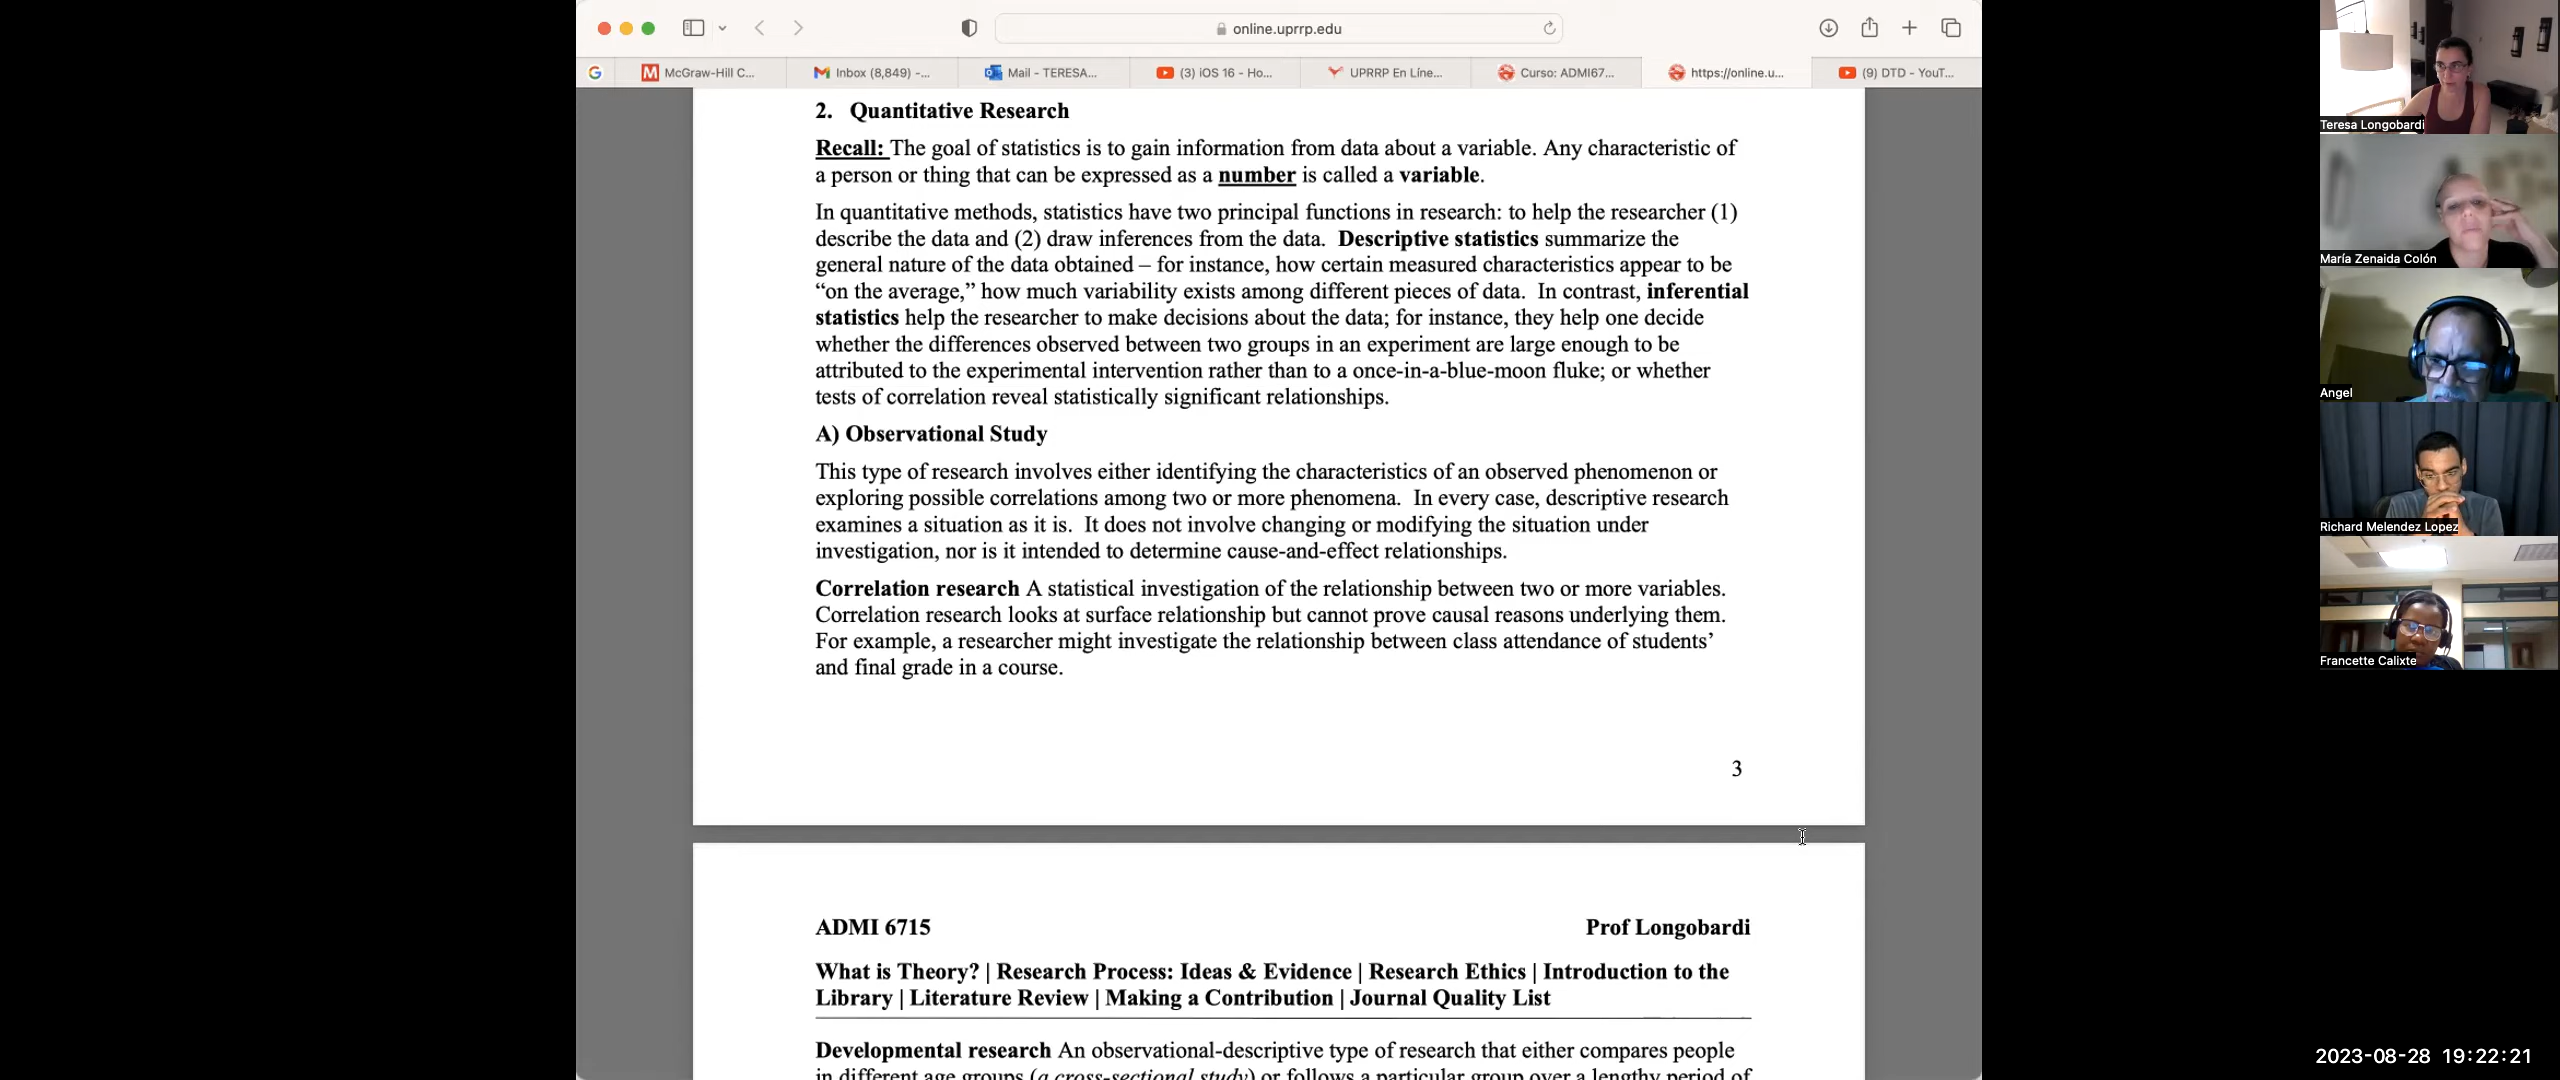 online.uprrp.edu
McGraw-Hill C...
Inbox (8,849) -...
Mail - TERESA...
(3) iOS 16 - Ho...
UPRRP En Líne...
Curso: ADMI67...
https://online.u...
(9) DTD - YouT...
2. Quantitative Research
Recall: The goal of statistics is to gain information from data about a variable. Any characteristic of
a person or thing that can be expressed as a number is called a variable.
In quantitative methods, statistics have two principal functions in research: to help the researcher (1)
describe the data and (2) draw inferences from the data. Descriptive statistics summarize the
general nature of the data obtained – for instance, how certain measured characteristics appear to be
“on the average,” how much variability exists among different pieces of data. In contrast, inferential
statistics help the researcher to make decisions about the data; for instance, they help one decide
whether the differences observed between two groups in an experiment are large enough to be
attributed to the experimental intervention rather than to a once-in-a-blue-moon fluke; or whether
tests of correlation reveal statistically significant relationships.
A) Observational Study
This type of research involves either identifying the characteristics of an observed phenomenon or
exploring possible correlations among two or more phenomena. In every case, descriptive research
examines a situation as it is. It does not involve changing or modifying the situation under
investigation, nor is it intended to determine cause-and-effect relationships.
Correlation research A statistical investigation of the relationship between two or more variables.
Correlation research looks at surface relationship but cannot prove causal reasons underlying them.
For example, a researcher might investigate the relationship between class attendance of students’
and final grade in a course.
3
ADMI 6715 Prof Longobardi
What is Theory? | Research Process: Ideas & Evidence | Research Ethics | Introduction to the
Library | Literature Review | Making a Contribution | Journal Quality List
Developmental research An observational-descriptive type of research that either compares people
in different age groups (a cross-sectional study) or follows a particular group over a lengthy period of
Teresa Longobardi
María Zenaida Colón
Angel
Richard Melendez Lopez
Francette Calixte
2023-08-28 19:22:21